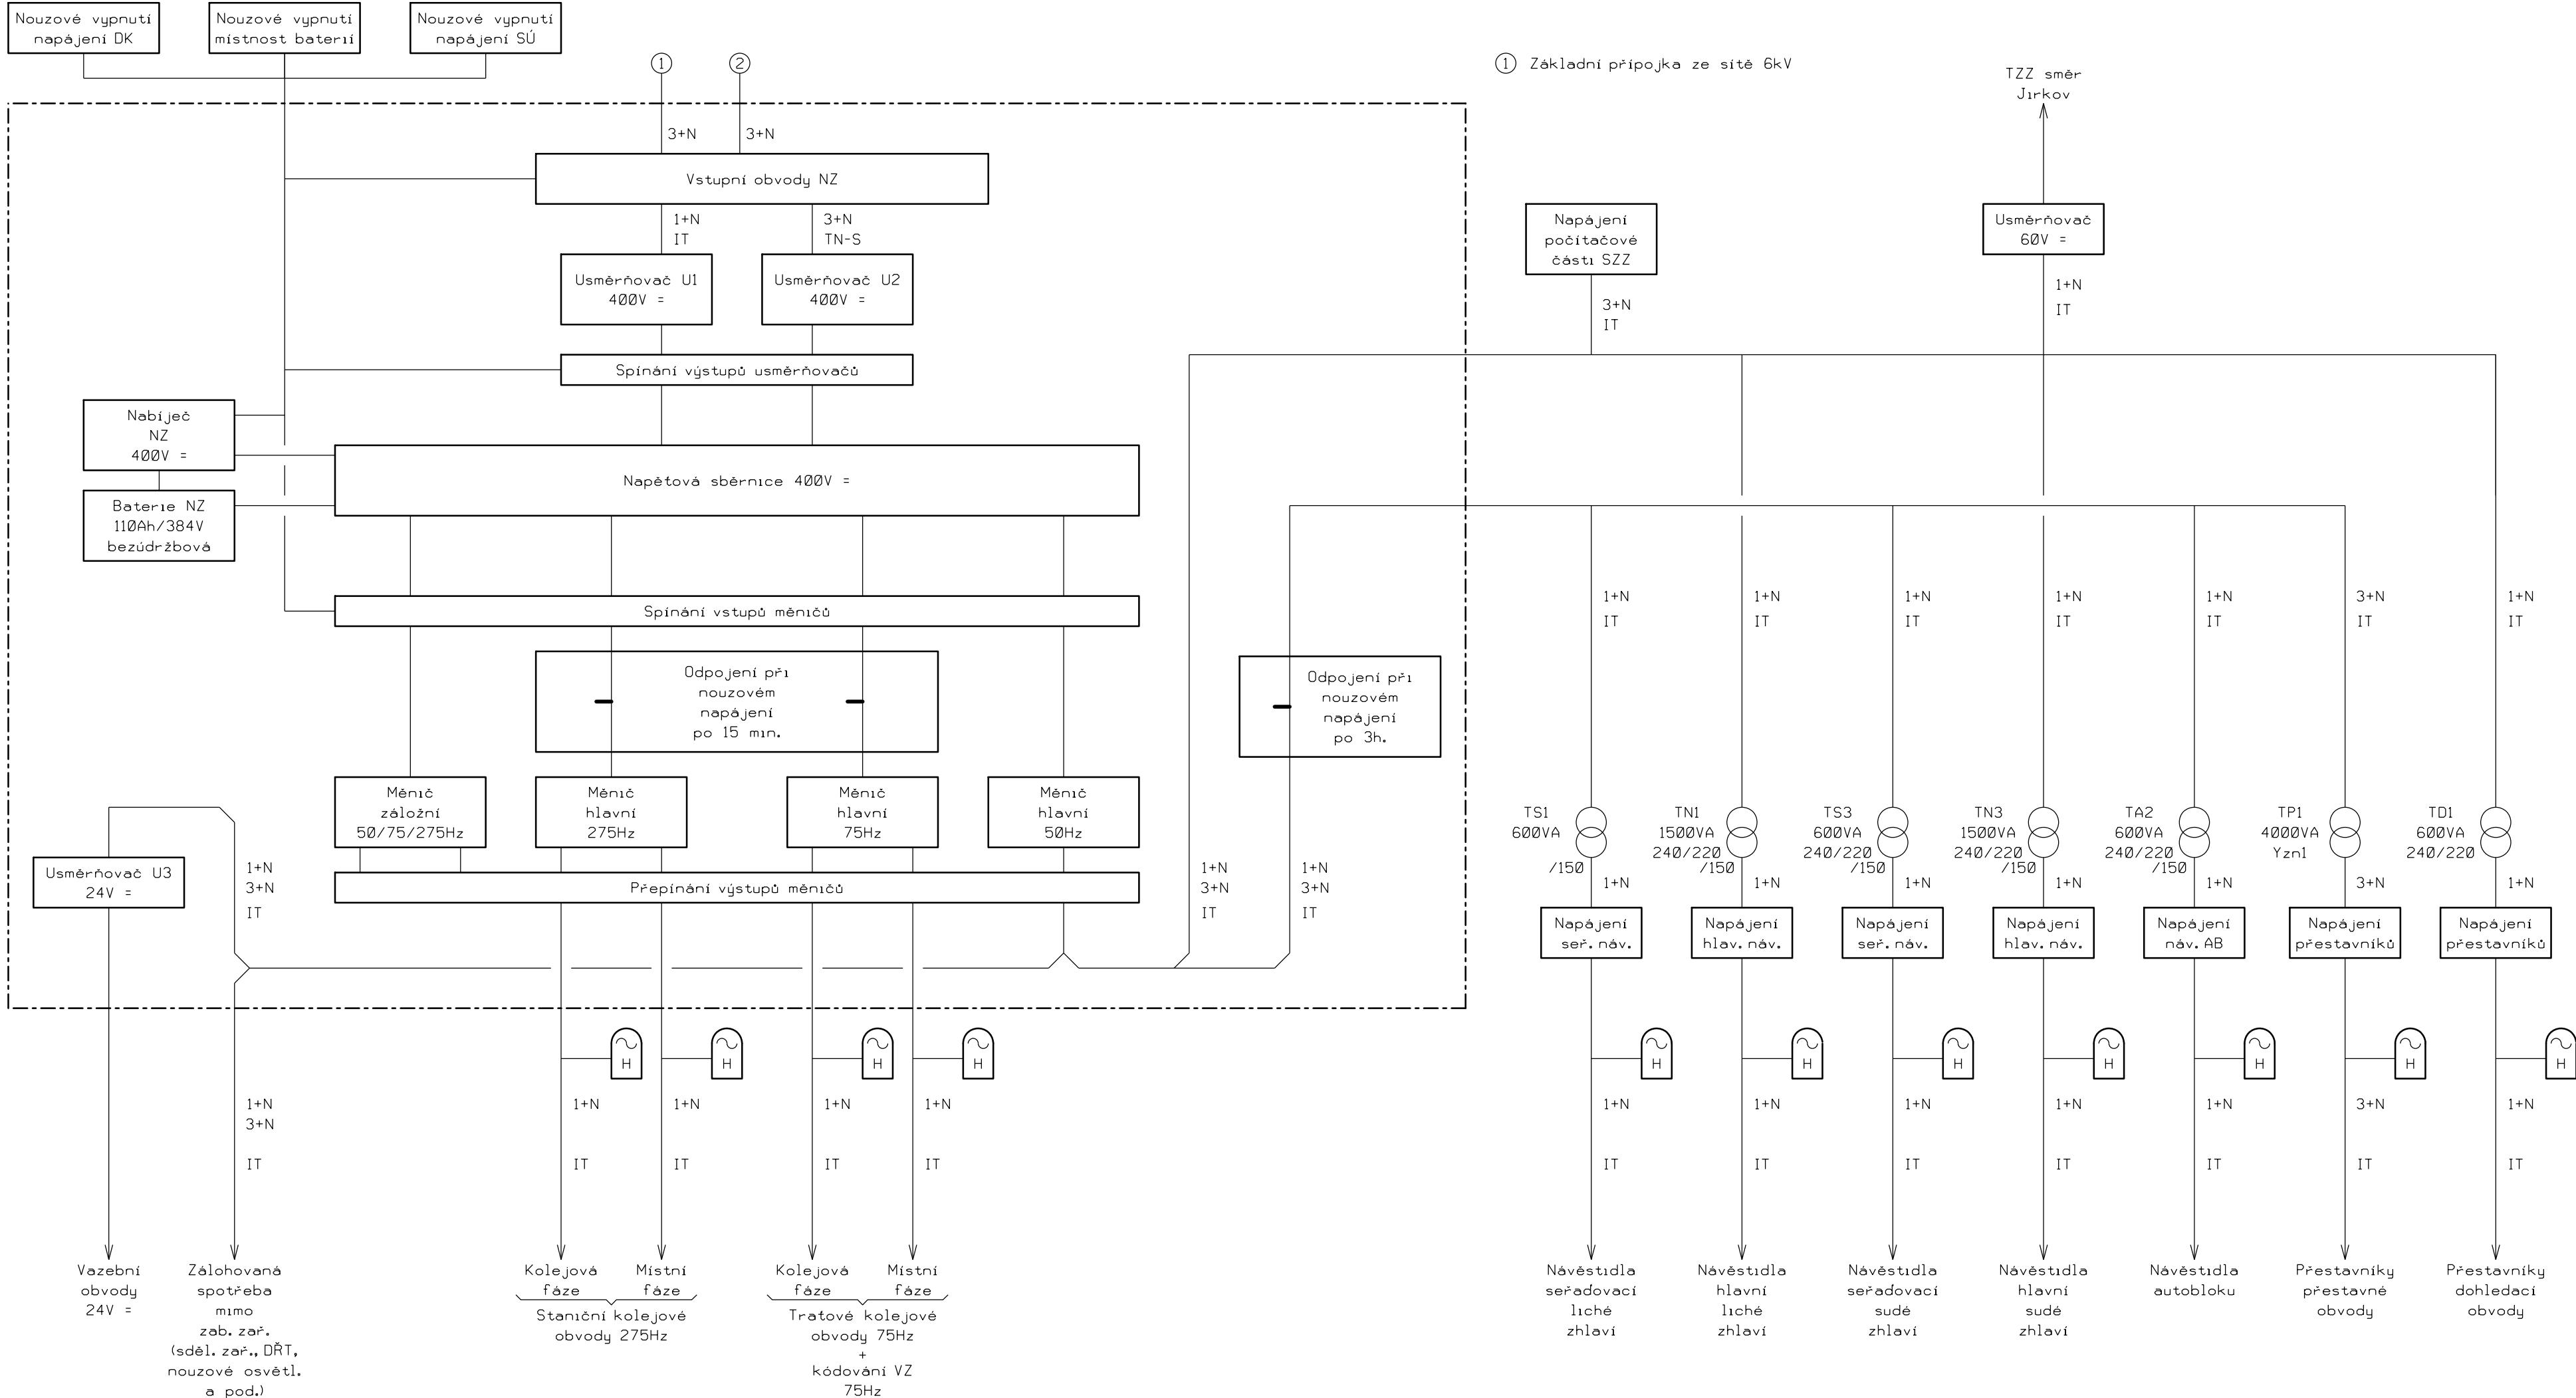 Nouzové vypnutí
napájení DK
Nouzové vypnutí
místnost baterií
Nouzové vypnutí
napájení SÚ
1
2
1 Základní přípojka ze sítě 6kV
TZZ směr
Jirkov
3+N
3+N
Vstupní obvody NZ
1+N
IT
3+N
TN-S
Usměrňovač U1
400V =
Usměrňovač U2
400V =
Napájení
počítačové
části SZZ
3+N
IT
Usměrňovač
60V =
1+N
IT
Spínání výstupů usměrňovačů
Nabíječ
NZ
400V =
Napěťová sběrnice 400V =
Baterie NZ
110Ah/384V
bezúdržbová
Spínání vstupů měničů
Odpojení při
nouzovém
napájení
po 15 min.
Odpojení při
nouzovém
napájení
po 3h.
1+N
IT
1+N
IT
1+N
IT
1+N
IT
1+N
IT
3+N
IT
1+N
IT
Měnič
záložní
50/75/275Hz
Měnič
hlavní
275Hz
Měnič
hlavní
75Hz
Měnič
hlavní
50Hz
Usměrňovač U3
24V =
1+N
3+N
IT
Přepínání výstupů měničů
1+N
3+N
IT
1+N
3+N
IT
TS1
600VA
/150
1+N
TN1
1500VA
240/220
/150
1+N
TS3
600VA
240/220
/150
1+N
TN3
1500VA
240/220
/150
1+N
TA2
600VA
240/220
/150
1+N
TP1
4000VA
Yzn1
3+N
TD1
600VA
240/220
1+N
Napájení
seř. náv.
Napájení
hlav. náv.
Napájení
seř. náv.
Napájení
hlav. náv.
Napájení
náv. AB
Napájení
přestavníků
Napájení
přestavníků
H
H
H
H
H
H
H
H
H
H
H
1+N
3+N
IT
1+N
IT
1+N
IT
1+N
IT
1+N
IT
1+N
IT
1+N
IT
1+N
IT
1+N
IT
1+N
IT
3+N
IT
1+N
IT
Vazební
obvody
24V =
Zálohovaná
spotřeba
mimo
zab. zař.
(sděl. zař., DŘT,
nouzové osvětl.
a pod.)
Kolejová
fáze
Místní
fáze
Staniční kolejové
obvody 275Hz
Kolejová
fáze
Místní
fáze
Traťové kolejové
obvody 75Hz
+
kódování VZ
75Hz
Návěstidla
seřaďovací
liché
zhlaví
Návěstidla
hlavní
liché
zhlaví
Návěstidla
seřaďovací
sudé
zhlaví
Návěstidla
hlavní
sudé
zhlaví
Návěstidla
autobloku
Přestavníky
přestavné
obvody
Přestavníky
dohledací
obvody